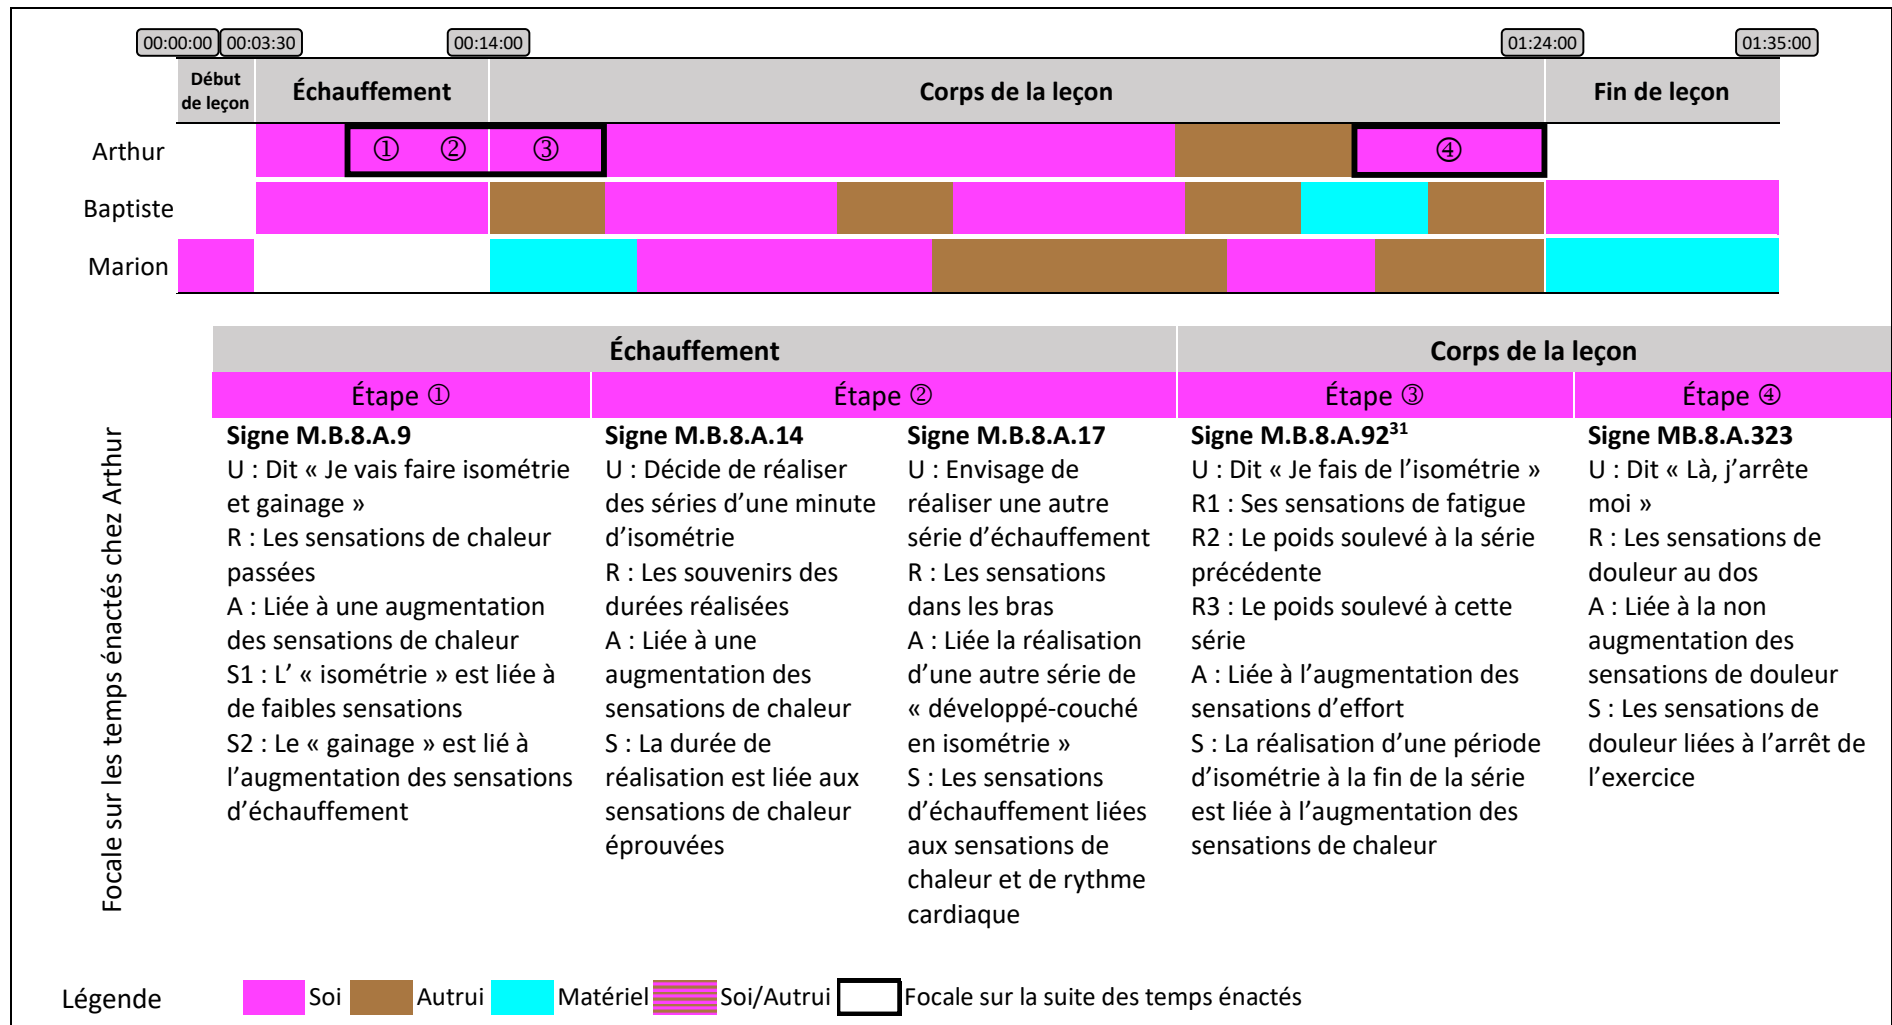 00:00:00 00:03:30 00:14:00 01:24:00 01:35:00
Début de leçon Échauffement Corps de la leçon Fin de leçon
Arthur ① ② ③ ④
Baptiste
Marion
Échauffement Corps de la leçon
Étape ① Étape ② Étape ③ Étape ④
Focale sur les temps énactés chez Arthur
Signe M.B.8.A.9
U : Dit « Je vais faire isométrie
et gainage »
R : Les sensations de chaleur
passées
A : Liée à une augmentation
des sensations de chaleur
S1 : L’ « isométrie » est liée à
de faibles sensations
S2 : Le « gainage » est lié à
l’augmentation des sensations
d’échauffement
Signe M.B.8.A.14
U : Décide de réaliser
des séries d’une minute
d’isométrie
R : Les souvenirs des
durées réalisées
A : Liée à une
augmentation des
sensations de chaleur
S : La durée de
réalisation est liée aux
sensations de chaleur
éprouvées
Signe M.B.8.A.17
U : Envisage de
réaliser une autre
série d’échauffement
R : Les sensations
dans les bras
A : Liée la réalisation
d’une autre série de
« développé-couché
en isométrie »
S : Les sensations
d’échauffement liées
aux sensations de
chaleur et de rythme
cardiaque
Signe M.B.8.A.92³¹
U : Dit « Je fais de l’isométrie »
R1 : Ses sensations de fatigue
R2 : Le poids soulevé à la série
précédente
R3 : Le poids soulevé à cette
série
A : Liée à l’augmentation des
sensations d’effort
S : La réalisation d’une période
d’isométrie à la fin de la série
est liée à l’augmentation des
sensations de chaleur
Signe MB.8.A.323
U : Dit « Là, j’arrête
moi »
R : Les sensations de
douleur au dos
A : Liée à la non
augmentation des
sensations de douleur
S : Les sensations de
douleur liées à l’arrêt de
l’exercice
Légende Soi Autrui Matériel Soi/Autrui Focale sur la suite des temps énactés